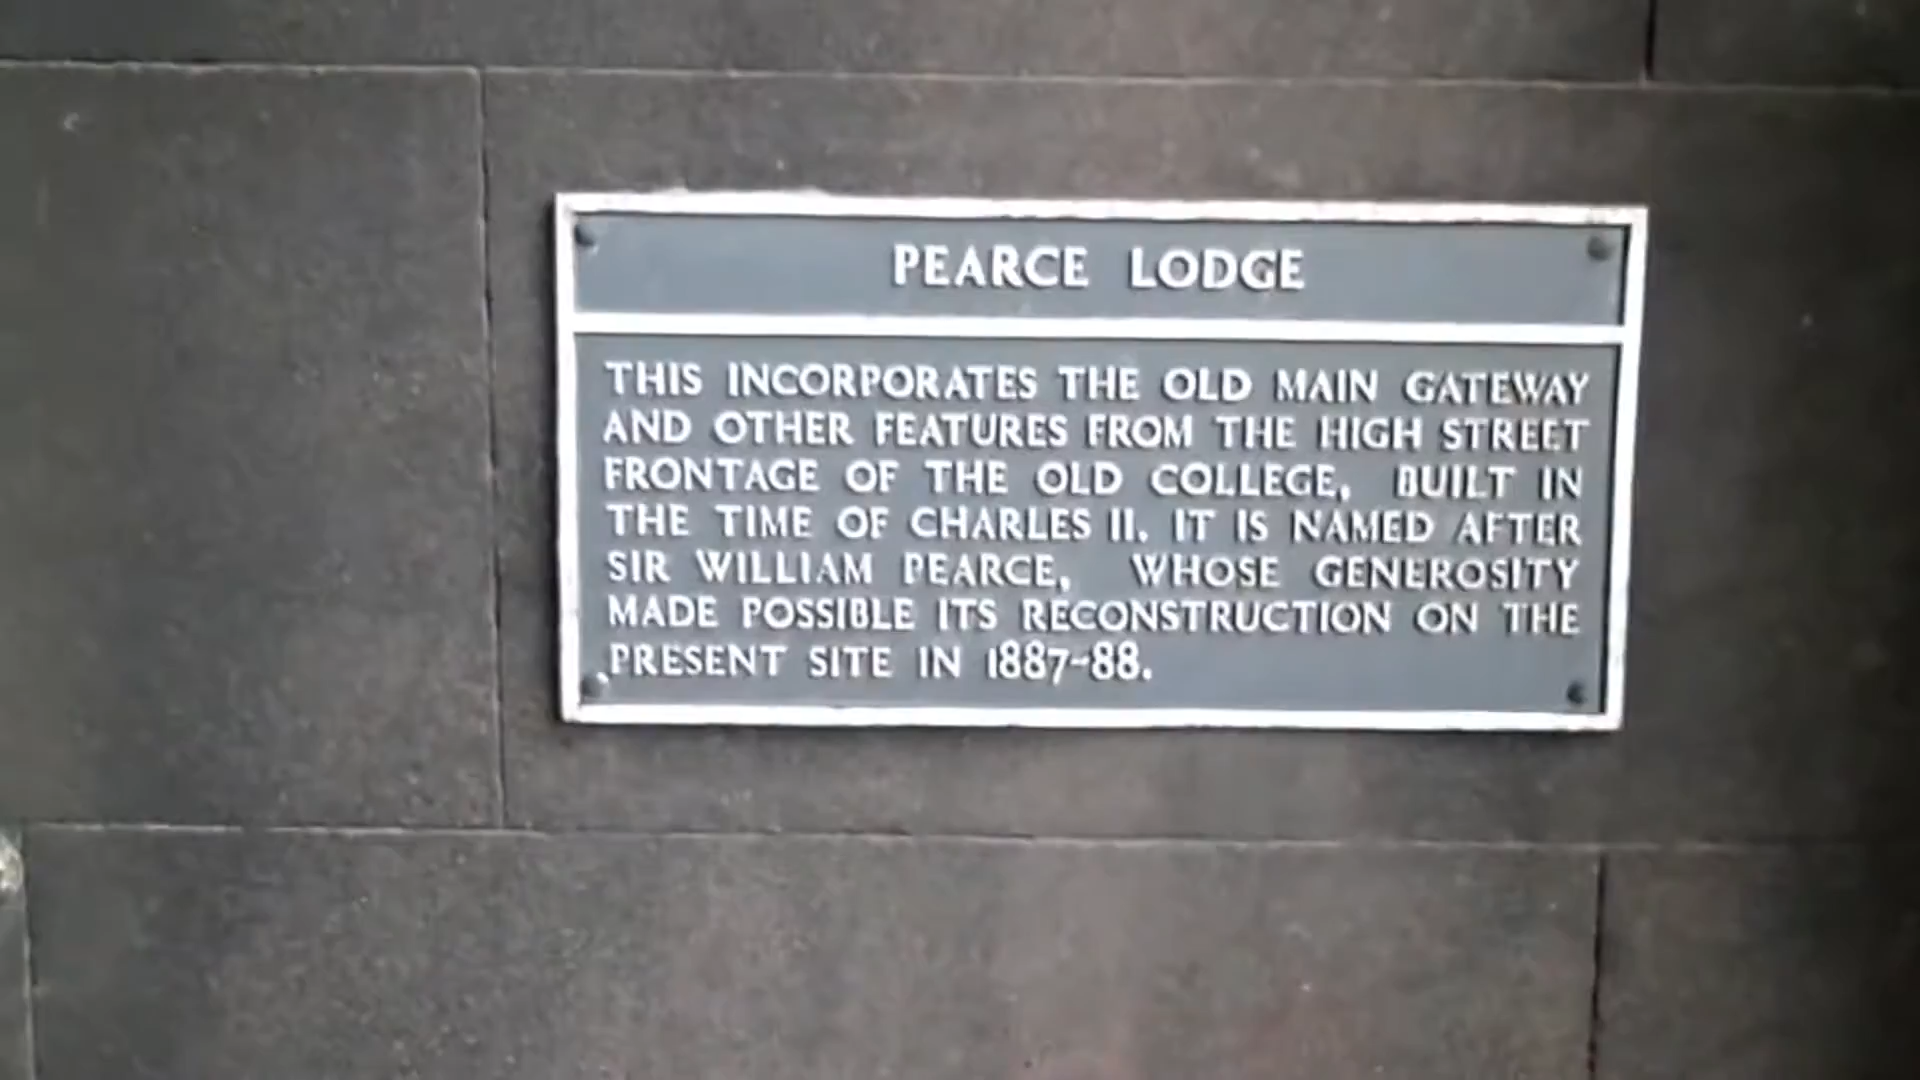 PEARCE LODGE
THIS INCORPORATES THE OLD MAIN GATEWAY
AND OTHER FEATURES FROM THE HIGH STREET
FRONTAGE OF THE OLD COLLEGE, BUILT IN
THE TIME OF CHARLES II. IT IS NAMED AFTER
SIR WILLIAM PEARCE, WHOSE GENEROSITY
MADE POSSIBLE ITS RECONSTRUCTION ON THE
PRESENT SITE IN 1887-88.